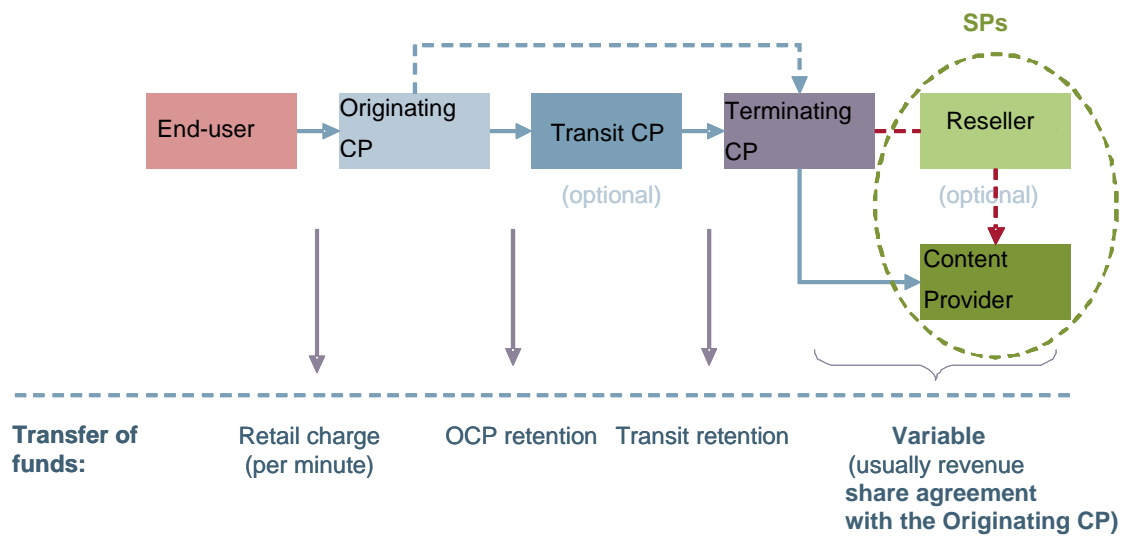 SPs
End-user
Originating
CP
Transit CP
Terminating
CP
Reseller
(optional)
(optional)
Content
Provider
Transfer of
funds:
Retail charge
(per minute)
OCP retention
Transit retention
Variable
(usually revenue
share agreement
with the Originating CP)